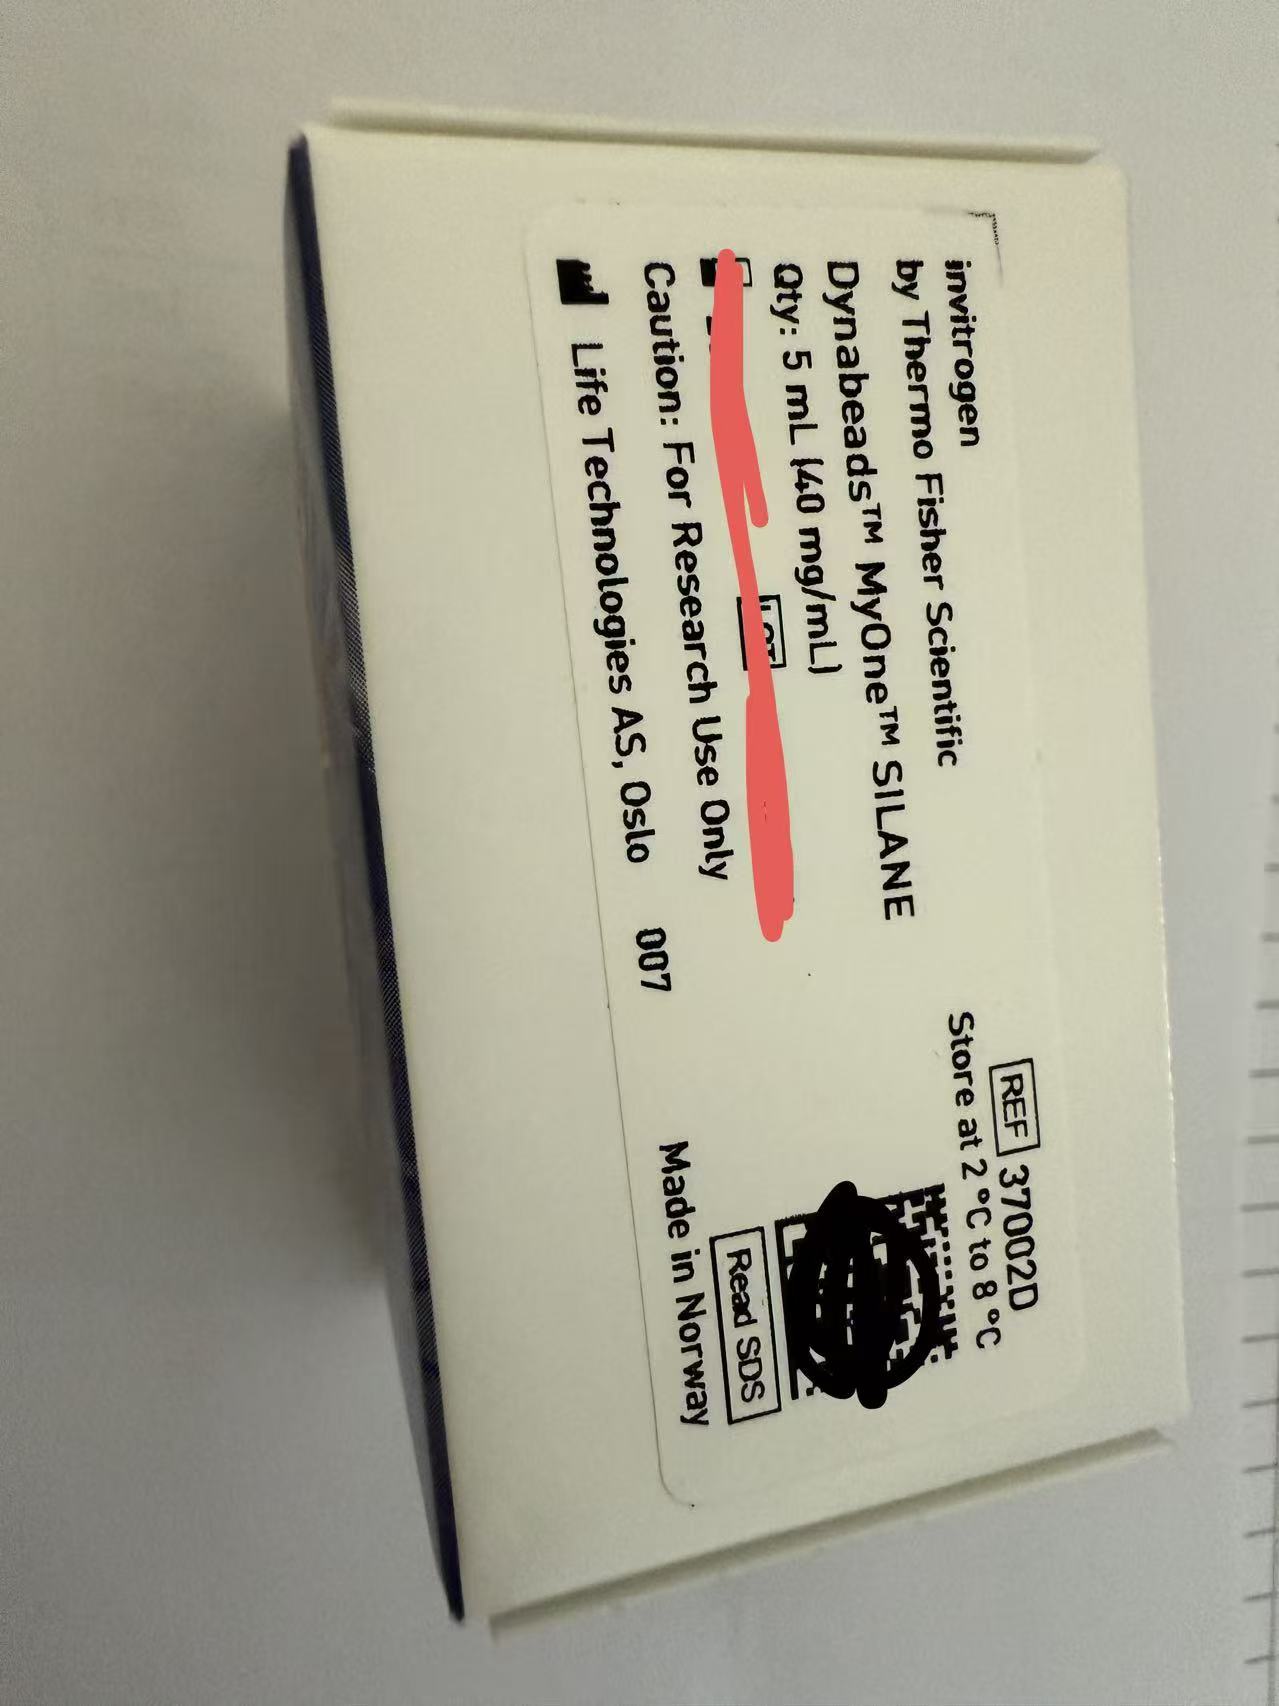 invitrogen
by Thermo Fisher Scientific
Dynabeads™ MyOne™ SILANE
Qty: 5 mL (40 mg/mL)
LOT
Caution: For Research Use Only
Life Technologies AS, Oslo 007
REF 37002D
Store at 2 °C to 8 °C
Read SDS
Made in Norway